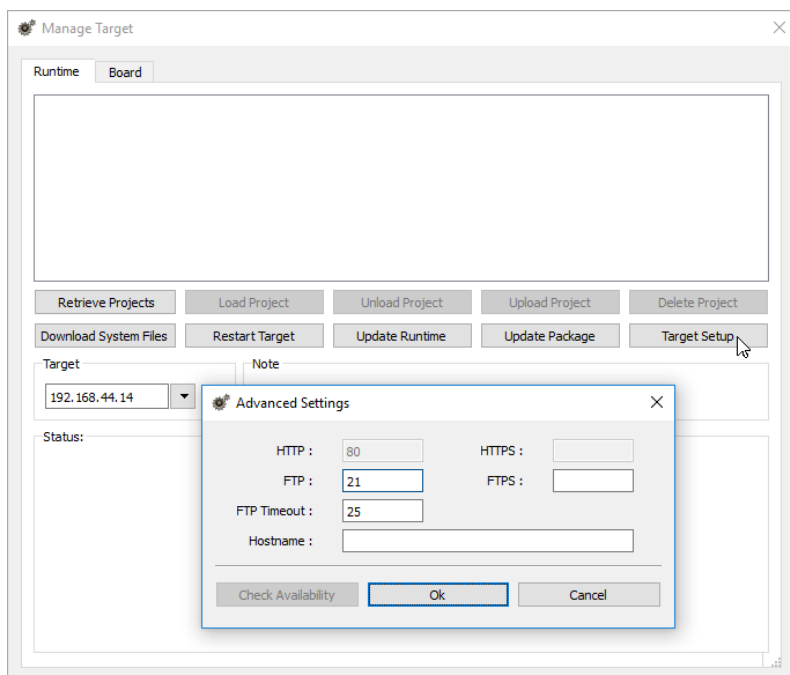 Manage Target
Runtime Board
Retrieve Projects Load Project Unload Project Upload Project Delete Project
Download System Files Restart Target Update Runtime Update Package Target Setup
Target Note
192.168.44.14
Advanced Settings
Status:
HTTP : 80 HTTPS :
FTP : 21 FTPS :
FTP Timeout : 25
Hostname :
Check Availability Ok Cancel